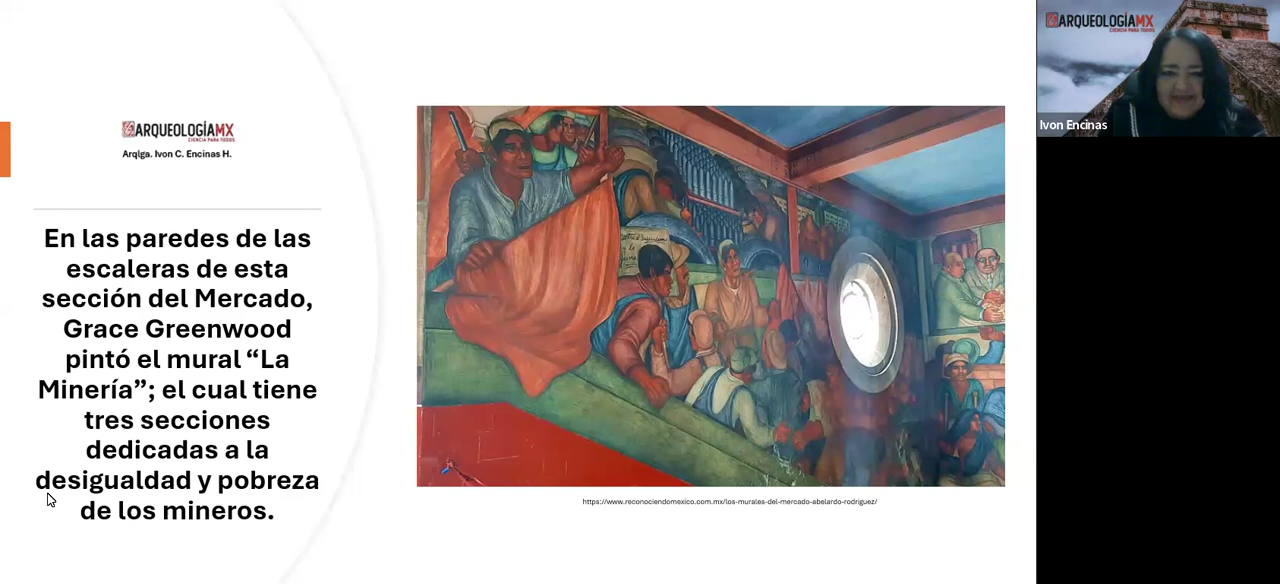 ARQUEOLOGÍAMX
CIENCIA PARA TODOS
Arqlga. Ivon C. Encinas H.
En las paredes de las
escaleras de esta
sección del Mercado,
Grace Greenwood
pintó el mural “La
Minería”; el cual tiene
tres secciones
dedicadas a la
desigualdad y pobreza
de los mineros.
https://www.reconociendomexico.com.mx/los-murales-del-mercado-abelardo-rodriguez/
ARQUEOLOGÍAMX
CIENCIA PARA TODOS
Ivon Encinas